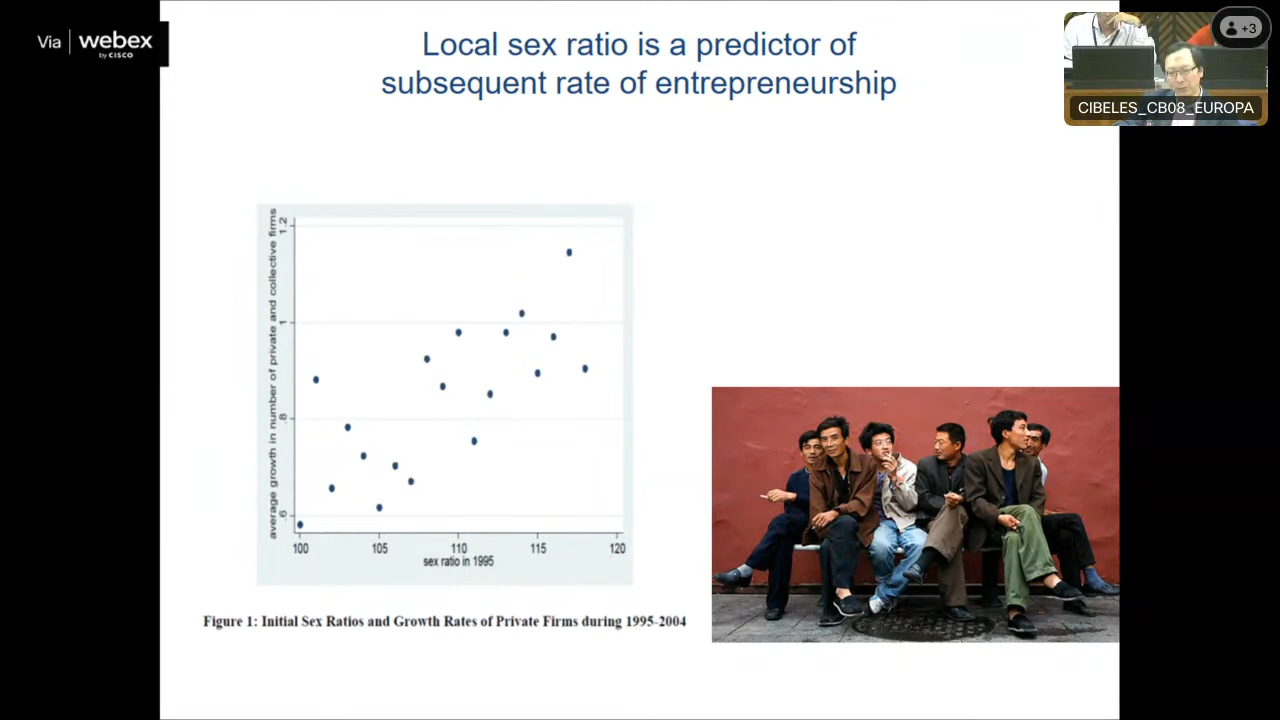 Via webex
by CISCO
Local sex ratio is a predictor of
subsequent rate of entrepreneurship
+3
CIBELES_CB08_EUROPA
average growth in number of private and collective firms
1.2
1
.8
.6
100 105 110 115 120
sex ratio in 1995
Figure 1: Initial Sex Ratios and Growth Rates of Private Firms during 1995-2004